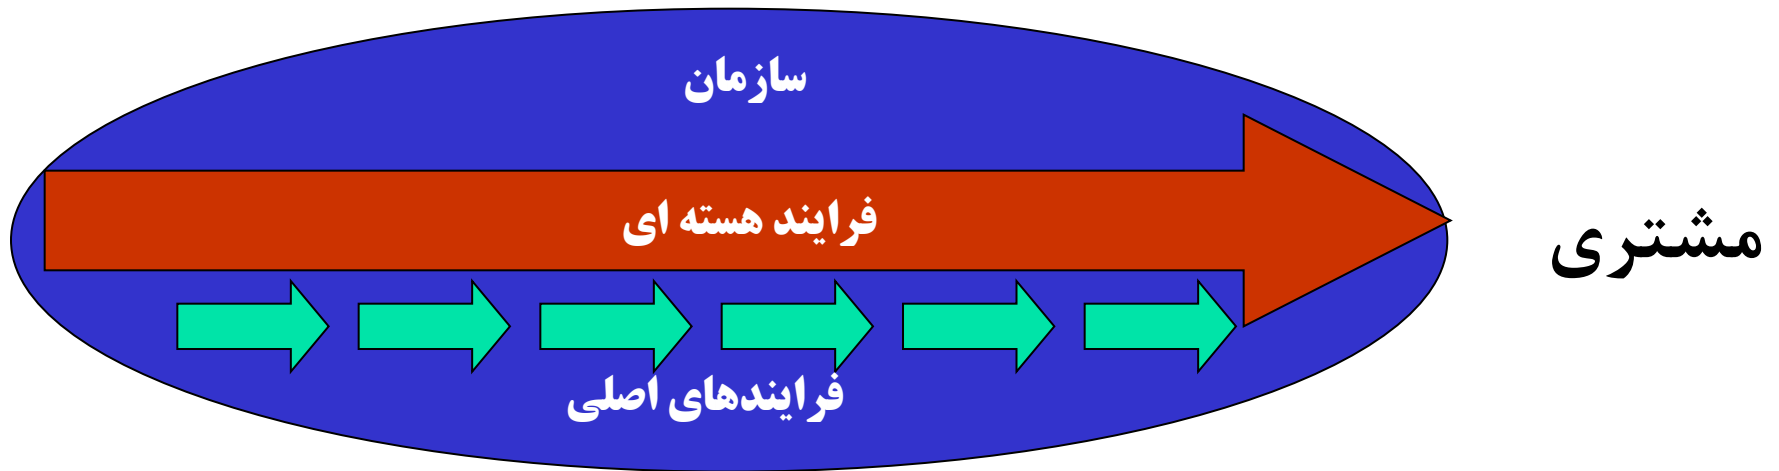 سازمان
فرایند هسته ای
مشتری
فرایندهای اصلی